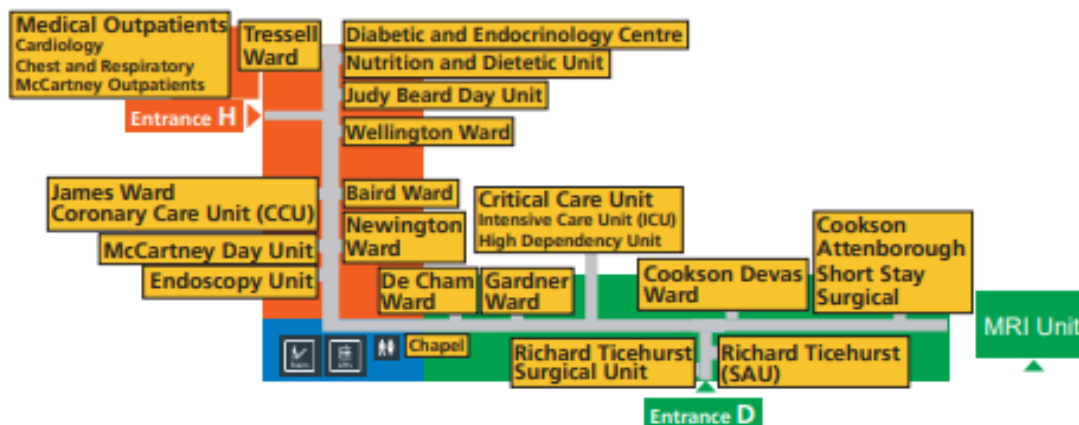 Medical Outpatients
Cardiology
Chest and Respiratory
McCartney Outpatients
Tressell
Ward
Diabetic and Endocrinology Centre
Nutrition and Dietetic Unit
Judy Beard Day Unit
Entrance H
Wellington Ward
James Ward
Coronary Care Unit (CCU)
Baird Ward
Newington
Ward
Critical Care Unit
Intensive Care Unit (ICU)
High Dependency Unit
Cookson
Attenborough
Short Stay
Surgical
McCartney Day Unit
Endoscopy Unit
De Cham
Ward
Gardner
Ward
Cookson Devas
Ward
MRI Unit
Chapel
Richard Ticehurst
Surgical Unit
Richard Ticehurst
(SAU)
Entrance D